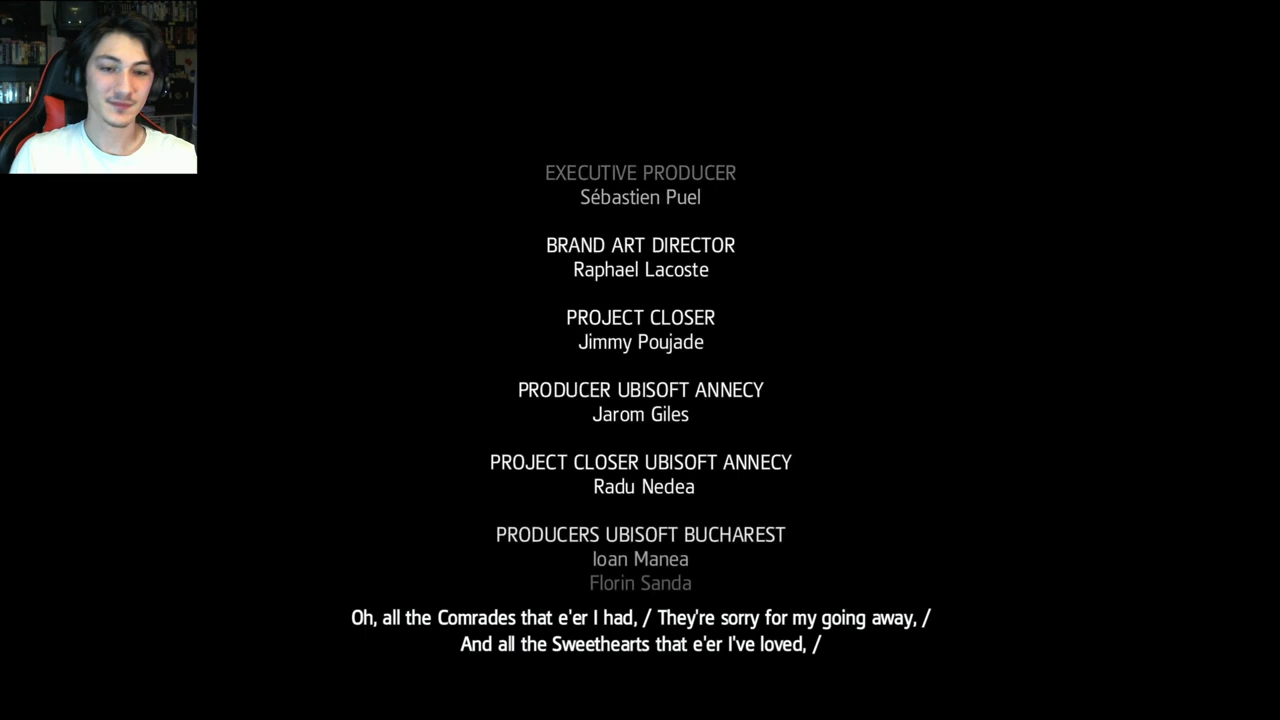 EXECUTIVE PRODUCER
Sébastien Puel
BRAND ART DIRECTOR
Raphael Lacoste
PROJECT CLOSER
Jimmy Poujade
PRODUCER UBISOFT ANNECY
Jarom Giles
PROJECT CLOSER UBISOFT ANNECY
Radu Nedea
PRODUCERS UBISOFT BUCHAREST
Ioan Manea
Florin Sanda
Oh, all the Comrades that e'er I had, / They're sorry for my going away, /
And all the Sweethearts that e'er I've loved, /